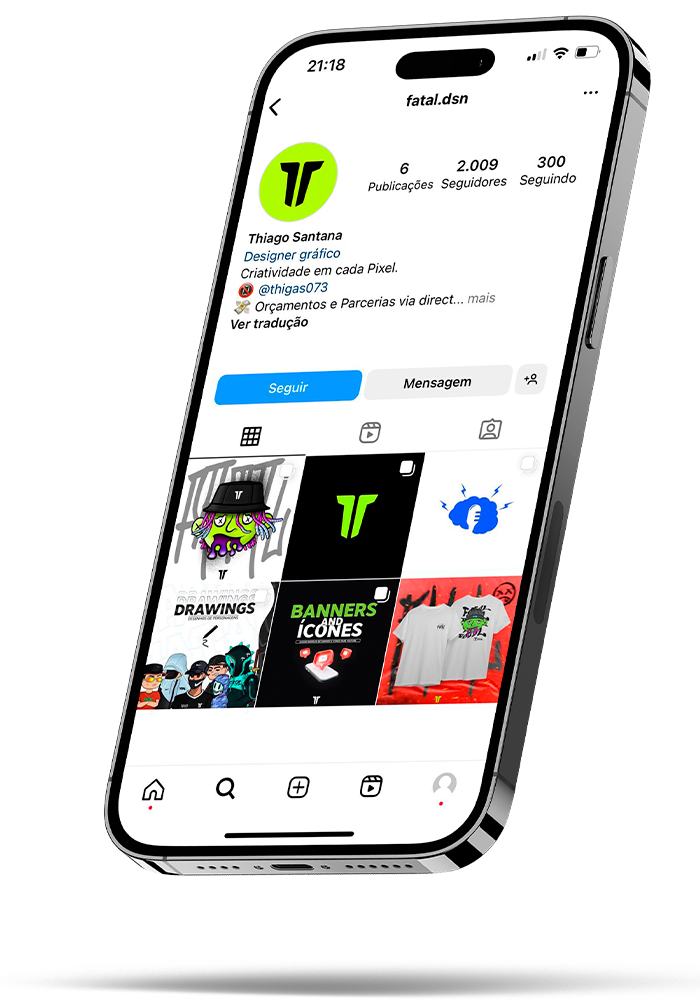 21:18
fatal.dsn
6 2.009 300
Publicações Seguidores Seguindo
Thiago Santana
Designer gráfico
Criatividade em cada Pixel.
@thigas073
Orçamentos e Parcerias via direct... mais
Ver tradução
Seguir Mensagem
DRAWINGS
DRAWINGS
DESENHOS DE PERSONAGENS
BANNERS
AND
ÍCONES